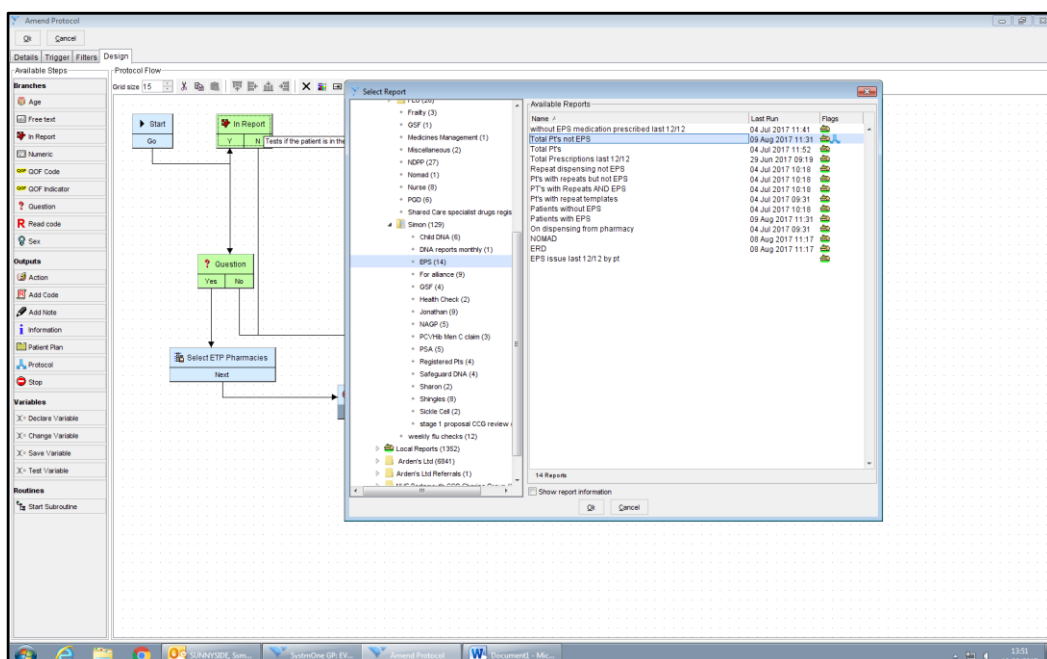 Amend Protocol
Ok Cancel
Details Trigger Filters Design
Available Steps
Branches
Age
Free text
In Report
Numeric
QOF QOF Code
QOF QOF Indicator
? Question
R Read code
Sex
Outputs
Action
Add Code
Add Note
i Information
Patient Plan
Protocol
Stop
Variables
X= Declare Variable
X= Change Variable
X= Save Variable
X= Test Variable
Routines
Start Subroutine
Protocol Flow
Grid size 15
Start
Go
In Report
Y N
Tests if the patient is in the
? Question
Yes No
Select ETP Pharmacies
Next
Select Report
Frailty (3)
GSF (1)
Medicines Management (1)
Miscellaneous (2)
NDPP (27)
Nomad (1)
Nurse (8)
PGD (6)
Shared Care specialist drugs regis
Simon (129)
Child DNA (6)
DNA reports monthly (1)
EPS (14)
For alliance (9)
GSF (4)
Health Check (2)
Jonathan (9)
NAGP (5)
PCV/Hib Men C claim (3)
PSA (5)
Registered Pts (4)
Safeguard DNA (4)
Sharon (2)
Shingles (8)
Sickle Cell (2)
stage 1 proposal CCG review
weekly flu checks (12)
Local Reports (1352)
Arden's Ltd (6841)
Arden's Ltd Referrals (1)
Available Reports
Name Last Run Flags
without EPS medication prescribed last 12/12 04 Jul 2017 11:41
Total Pt's not EPS 09 Aug 2017 11:31
Total Pt's 04 Jul 2017 11:52
Total Prescriptions last 12/12 29 Jun 2017 09:19
Repeat dispensing not EPS 04 Jul 2017 10:18
Pt's with repeats but not EPS 04 Jul 2017 10:18
PT's with Repeats AND EPS 04 Jul 2017 10:18
Pt's with repeat templates 04 Jul 2017 09:31
Patients without EPS 04 Jul 2017 10:18
Patients with EPS 09 Aug 2017 11:31
On dispensing from pharmacy 04 Jul 2017 09:31
NOMAD 08 Aug 2017 11:17
ERD 08 Aug 2017 11:17
EPS issue last 12/12 by pt
14 Reports
Show report information
Ok Cancel
SUNNYSIDE, Som... SystmOne GP: EV... Amend Protocol Document1 - Mic... 13:51